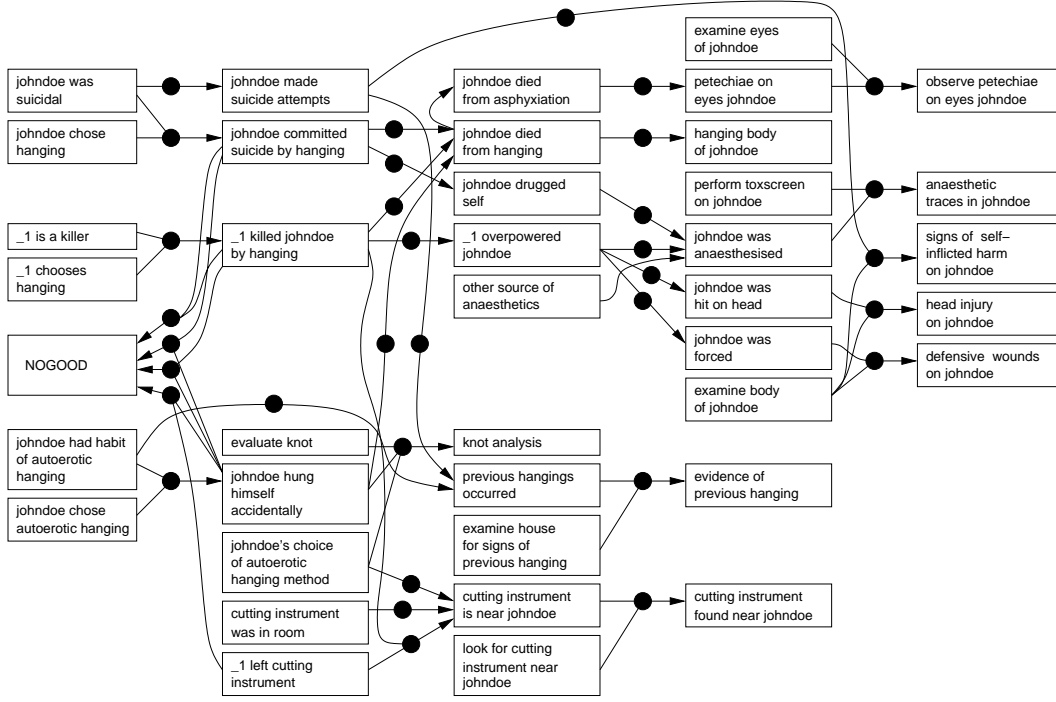 examine eyes
of johndoe
johndoe was
suicidal
johndoe made
suicide attempts
johndoe died
from asphyxiation
petechiae on
eyes johndoe
observe petechiae
on eyes johndoe
johndoe chose
hanging
johndoe committed
suicide by hanging
johndoe died
from hanging
hanging body
of johndoe
johndoe drugged
self
perform toxscreen
on johndoe
anaesthetic
traces in johndoe
_1 is a killer
_1 killed johndoe
by hanging
_1 overpowered
johndoe
johndoe was
anaesthesised
signs of self-
inflicted harm
on johndoe
_1 chooses
hanging
other source of
anaesthetics
johndoe was
hit on head
head injury
on johndoe
NOGOOD
johndoe was
forced
defensive wounds
on johndoe
examine body
of johndoe
johndoe had habit
of autoerotic
hanging
evaluate knot
knot analysis
johndoe hung
himself
accidentally
previous hangings
occurred
evidence of
previous hanging
johndoe chose
autoerotic hanging
examine house
for signs of
previous hanging
johndoe's choice
of autoerotic
hanging method
cutting instrument
is near johndoe
cutting instrument
found near johndoe
cutting instrument
was in room
look for cutting
instrument near
johndoe
_1 left cutting
instrument